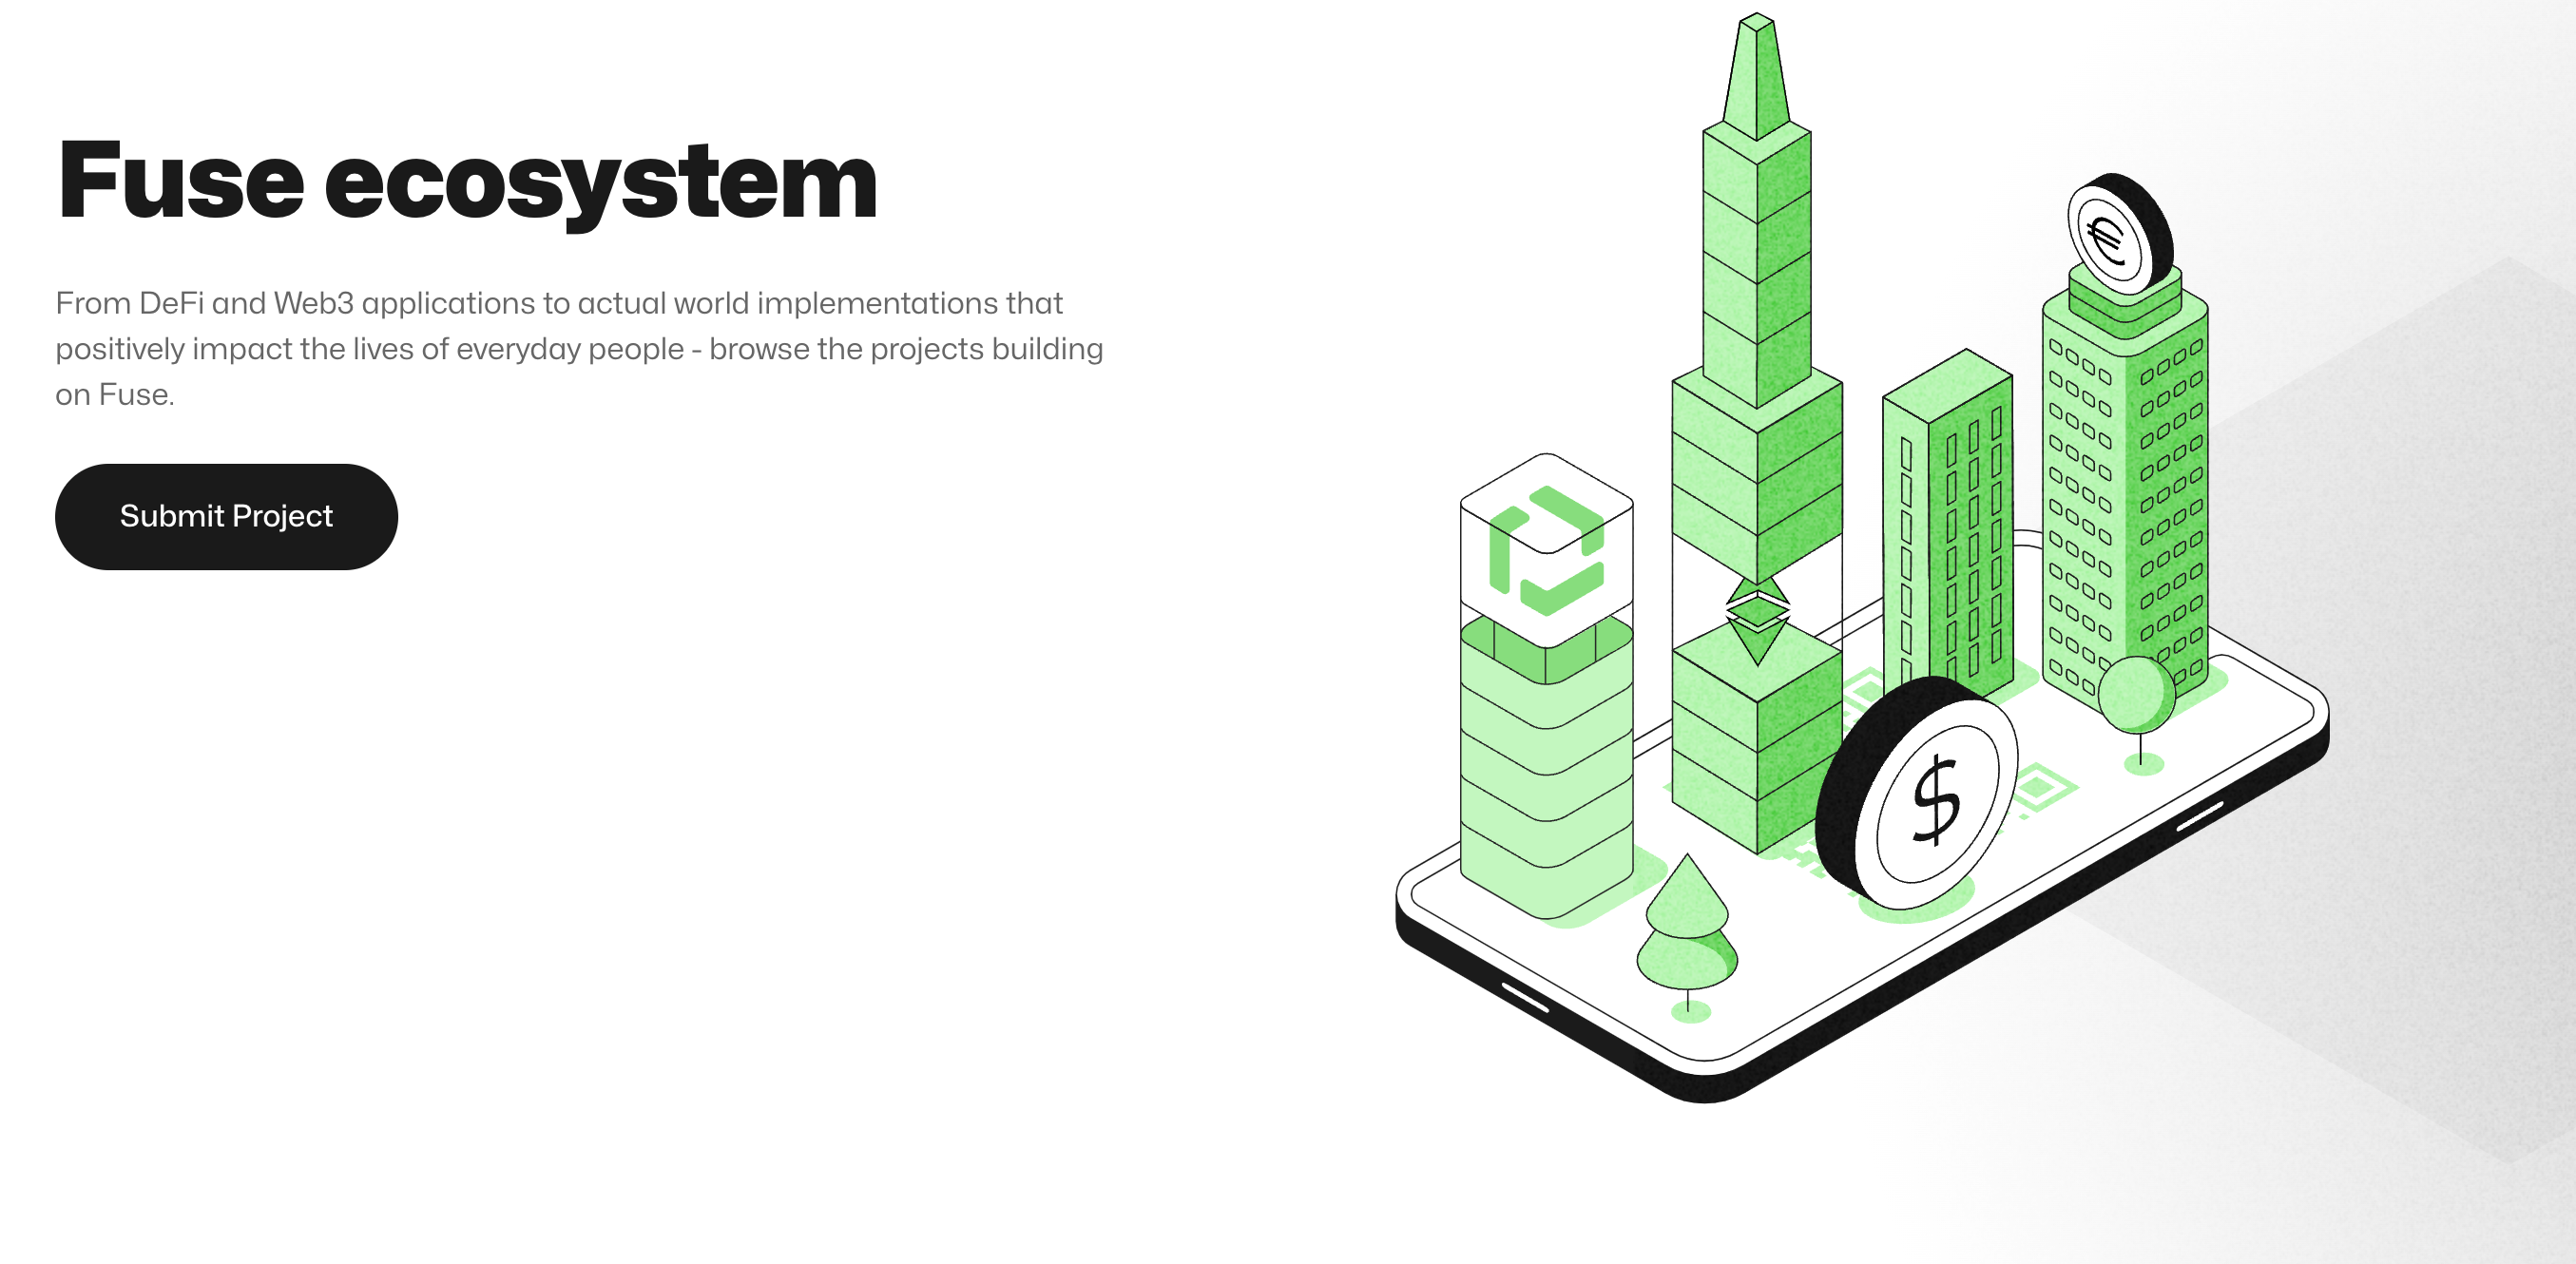 Fuse ecosystem
From DeFi and Web3 applications to actual world implementations that
positively impact the lives of everyday people - browse the projects building
on Fuse.
Submit Project
€
$